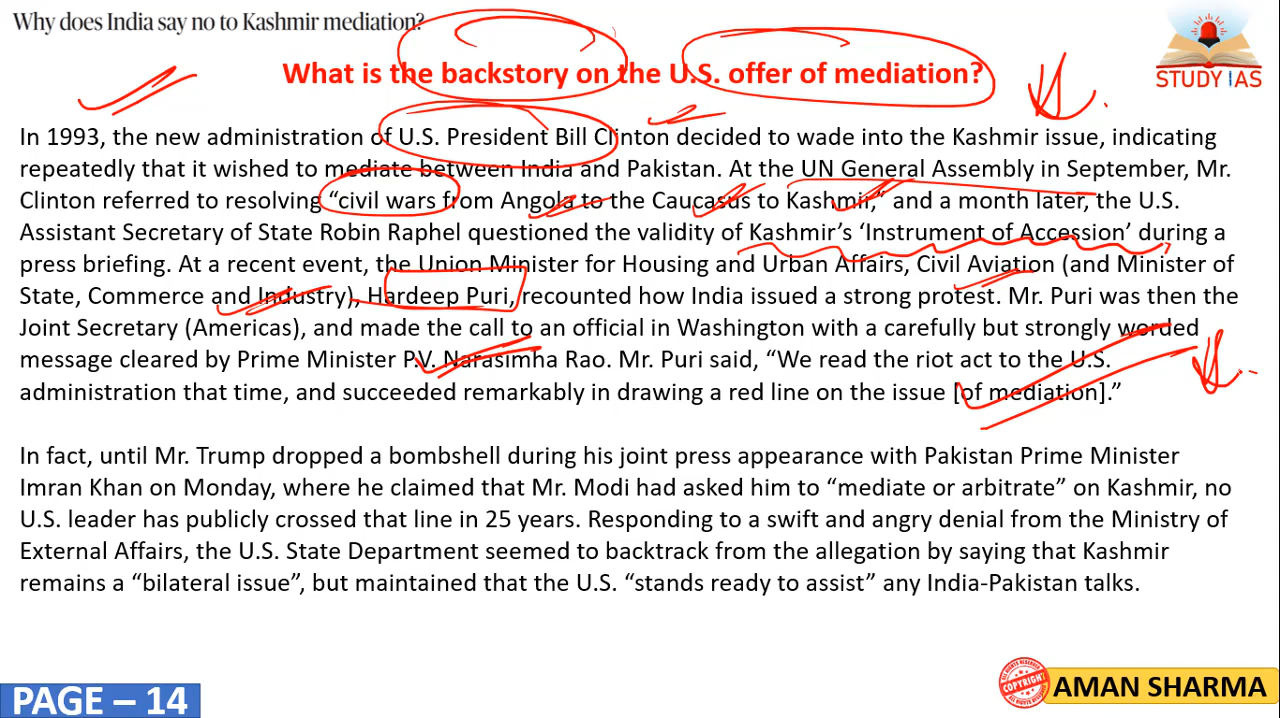 Why does India say no to Kashmir mediation?
What is the backstory on the U.S. offer of mediation?
STUDY IAS
In 1993, the new administration of U.S. President Bill Clinton decided to wade into the Kashmir issue, indicating
repeatedly that it wished to mediate between India and Pakistan. At the UN General Assembly in September, Mr.
Clinton referred to resolving “civil wars from Angola to the Caucasus to Kashmir,” and a month later, the U.S.
Assistant Secretary of State Robin Raphel questioned the validity of Kashmir’s ‘Instrument of Accession’ during a
press briefing. At a recent event, the Union Minister for Housing and Urban Affairs, Civil Aviation (and Minister of
State, Commerce and Industry), Hardeep Puri, recounted how India issued a strong protest. Mr. Puri was then the
Joint Secretary (Americas), and made the call to an official in Washington with a carefully but strongly worded
message cleared by Prime Minister P.V. Narasimha Rao. Mr. Puri said, “We read the riot act to the U.S.
administration that time, and succeeded remarkably in drawing a red line on the issue [of mediation].”
In fact, until Mr. Trump dropped a bombshell during his joint press appearance with Pakistan Prime Minister
Imran Khan on Monday, where he claimed that Mr. Modi had asked him to “mediate or arbitrate” on Kashmir, no
U.S. leader has publicly crossed that line in 25 years. Responding to a swift and angry denial from the Ministry of
External Affairs, the U.S. State Department seemed to backtrack from the allegation by saying that Kashmir
remains a “bilateral issue”, but maintained that the U.S. “stands ready to assist” any India-Pakistan talks.
PAGE – 14
COPYRIGHT
AMAN SHARMA